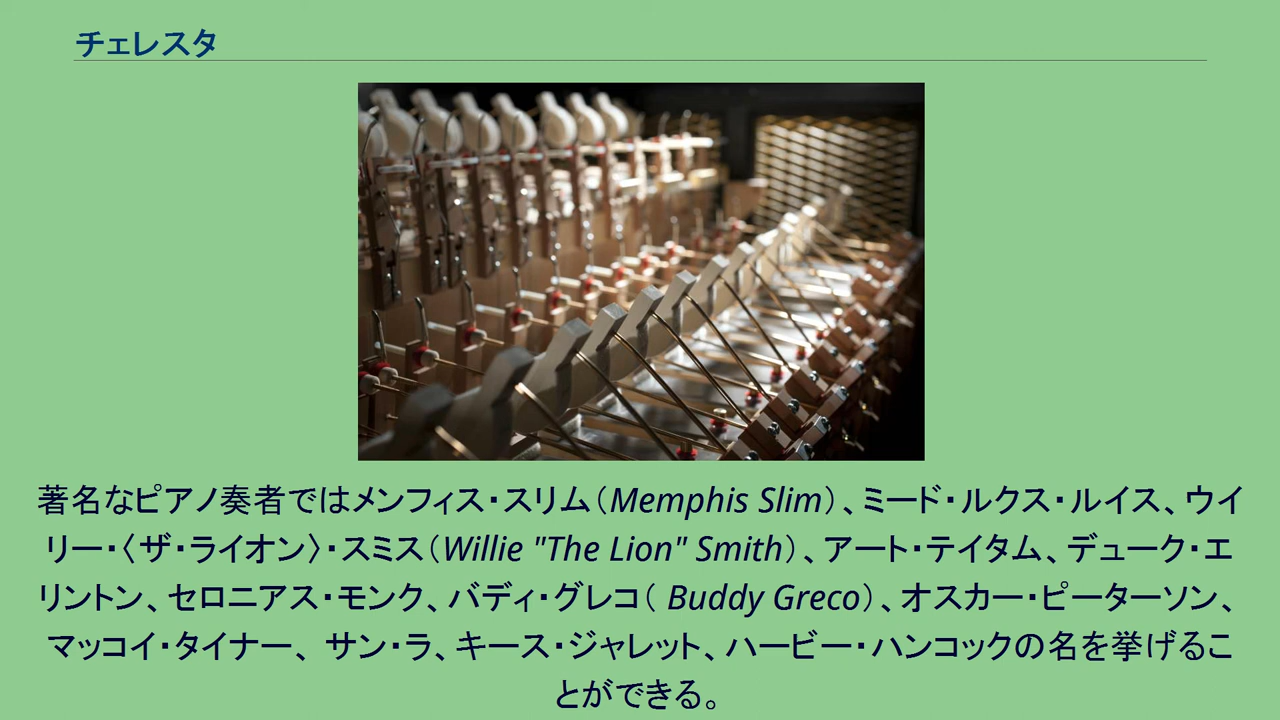 チェレスタ
著名なピアノ奏者ではメンフィス・スリム（Memphis Slim）、ミード・ルクス・ルイス、ウイ
リー・〈ザ・ライオン〉・スミス（Willie "The Lion" Smith）、アート・テイタム、デューク・エ
リントン、セロニアス・モンク、バディ・グレコ（ Buddy Greco）、オスカー・ピーターソン、
マッコイ・タイナー、 サン・ラ、キース・ジャレット、ハービー・ハンコックの名を挙げるこ
とができる。